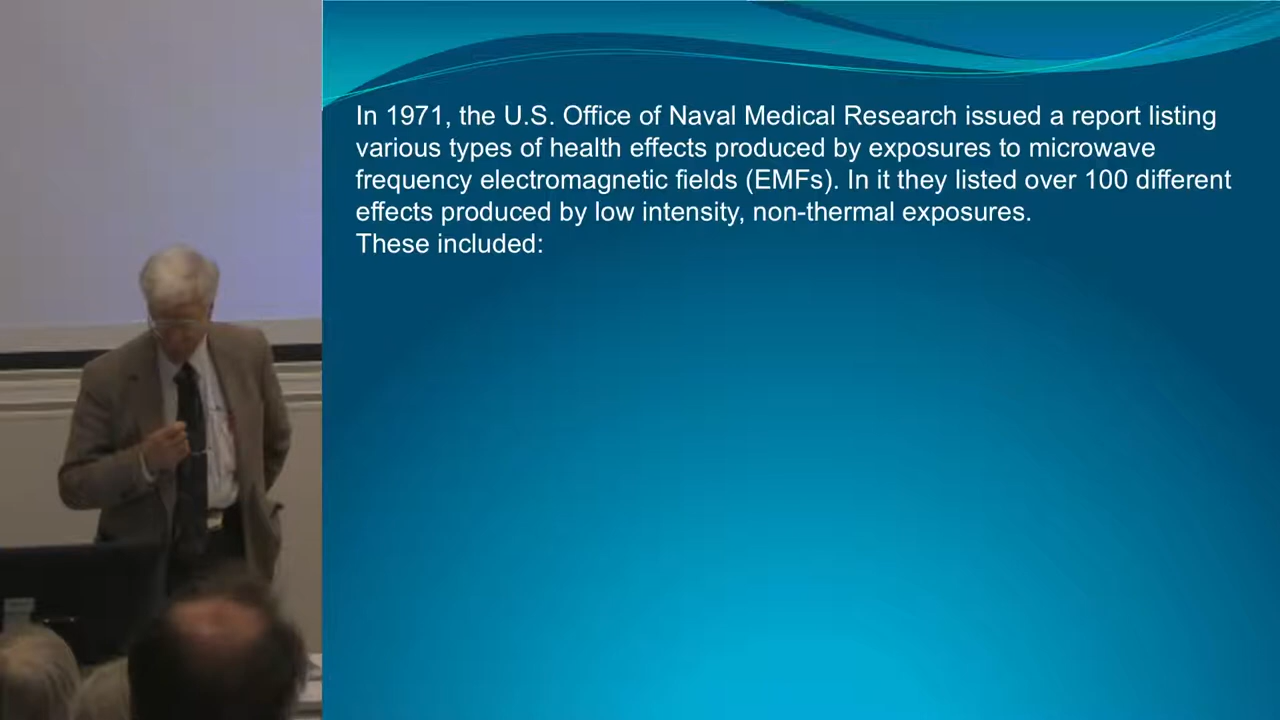 In 1971, the U.S. Office of Naval Medical Research issued a report listing
various types of health effects produced by exposures to microwave
frequency electromagnetic fields (EMFs). In it they listed over 100 different
effects produced by low intensity, non-thermal exposures.
These included: